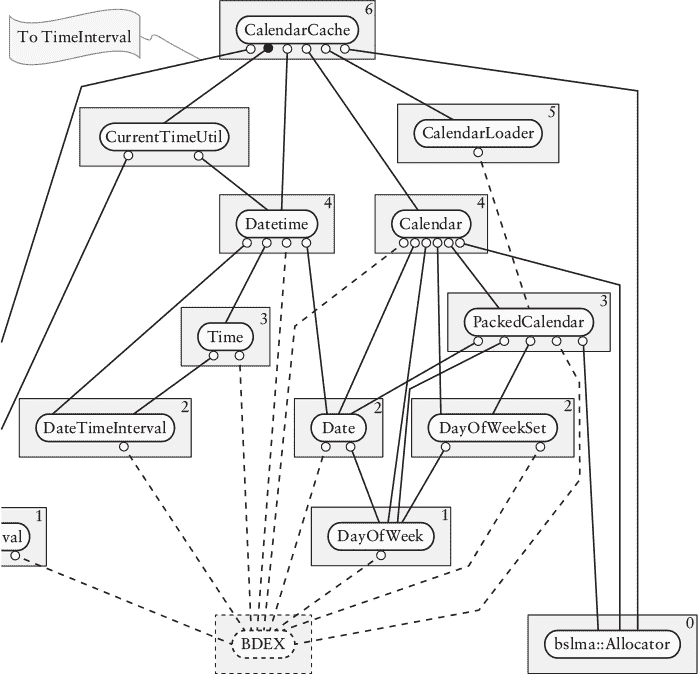 6
CalendarCache
To TimeInterval
5
CurrentTimeUtil
CalendarLoader
4
4
Datetime
Calendar
3
3
PackedCalendar
Time
2
2
2
DateTimeInterval
Date
DayOfWeekSet
1
1
val
DayOfWeek
0
BDEX
bslma::Allocator